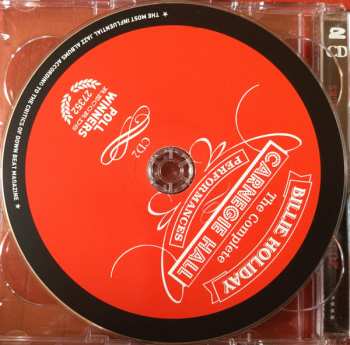 BILLIE HOLIDAY
The Complete
CARNEGIE HALL
PERFORMANCES
CD2
POLL
WINNERS
RECORDS
27352
★ THE MOST INFLUENTIAL JAZZ ALBUMS ACCORDING TO THE CRITICS OF DOWN BEAT MAGAZINE ★
2
CD